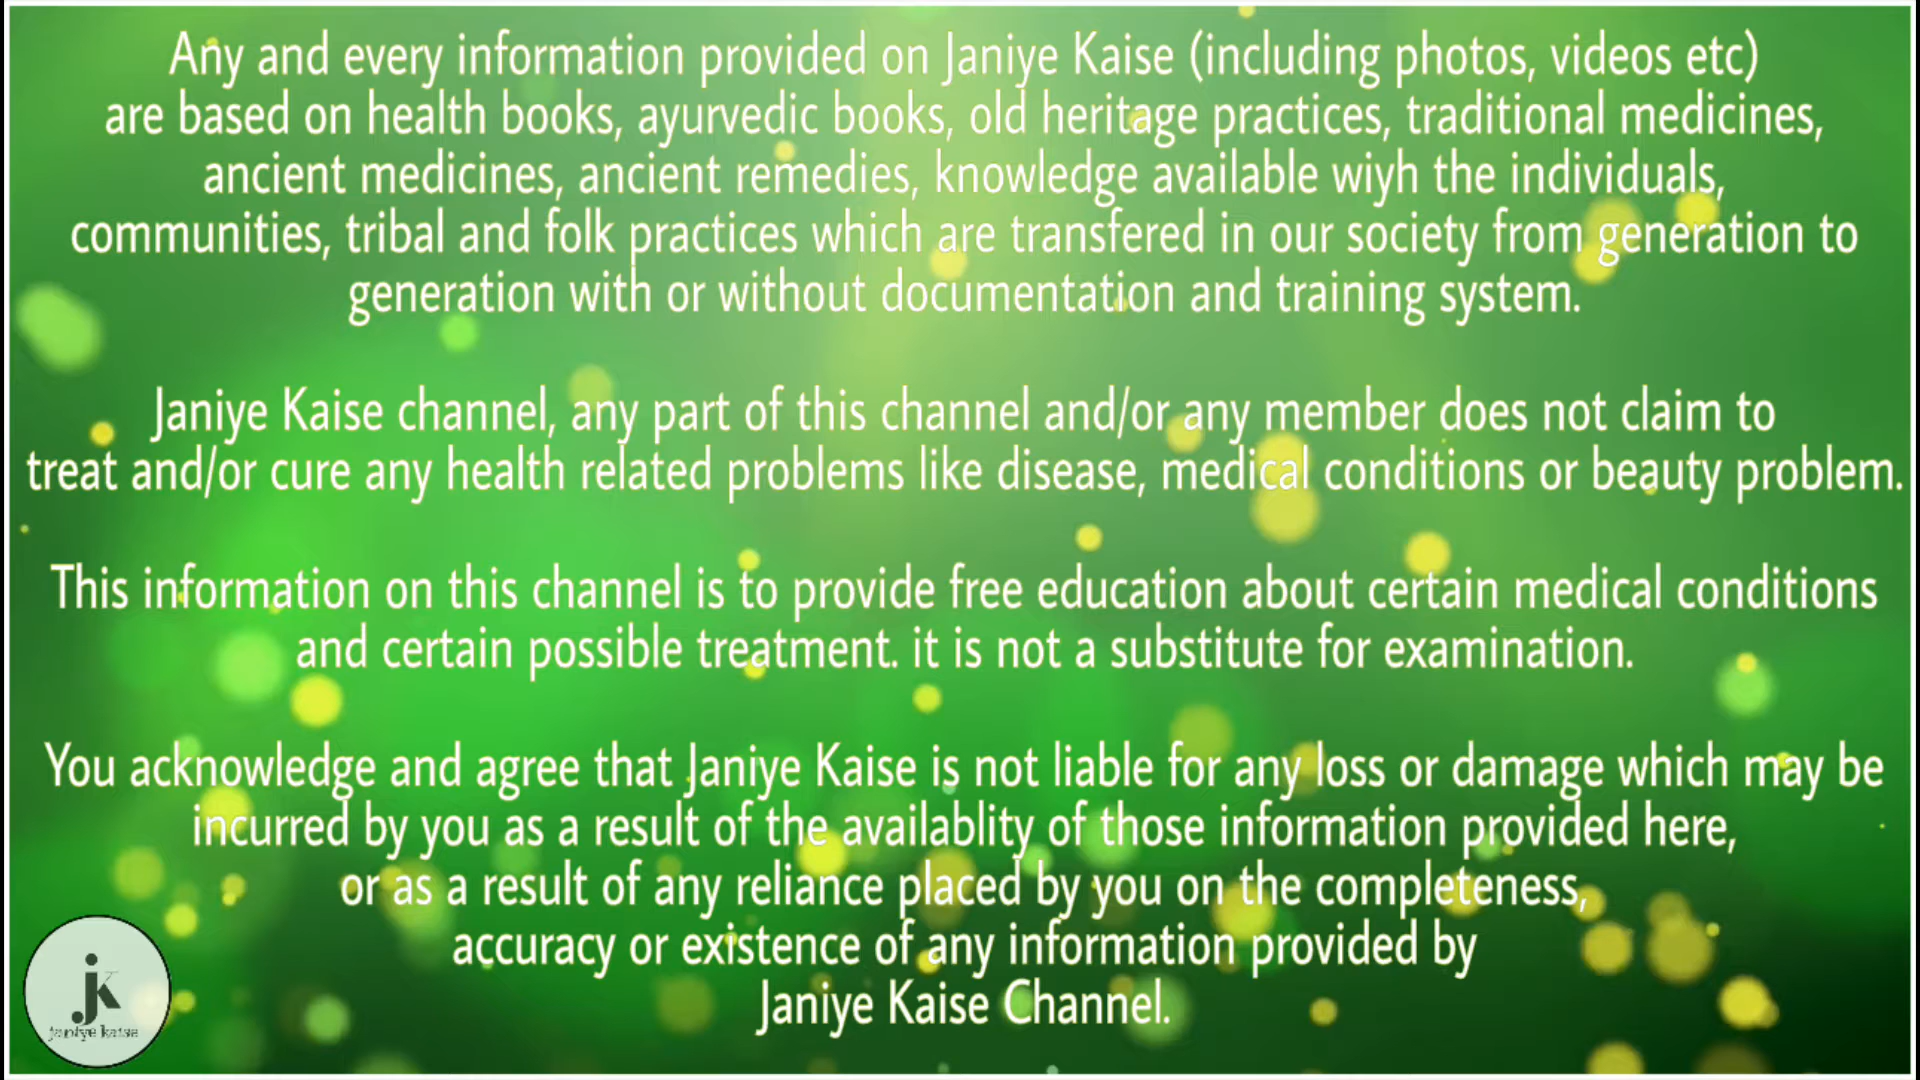 Any and every information provided on Janiye Kaise (including photos, videos etc)
are based on health books, ayurvedic books, old heritage practices, traditional medicines,
ancient medicines, ancient remedies, knowledge available wiyh the individuals,
communities, tribal and folk practices which are transfered in our society from generation to
generation with or without documentation and training system.
Janiye Kaise channel, any part of this channel and/or any member does not claim to
treat and/or cure any health related problems like disease, medical conditions or beauty problem.
This information on this channel is to provide free education about certain medical conditions
and certain possible treatment. it is not a substitute for examination.
You acknowledge and agree that Janiye Kaise is not liable for any loss or damage which may be
incurred by you as a result of the availablity of those information provided here,
or as a result of any reliance placed by you on the completeness,
accuracy or existence of any information provided by
Janiye Kaise Channel.
jk
janiye kaise